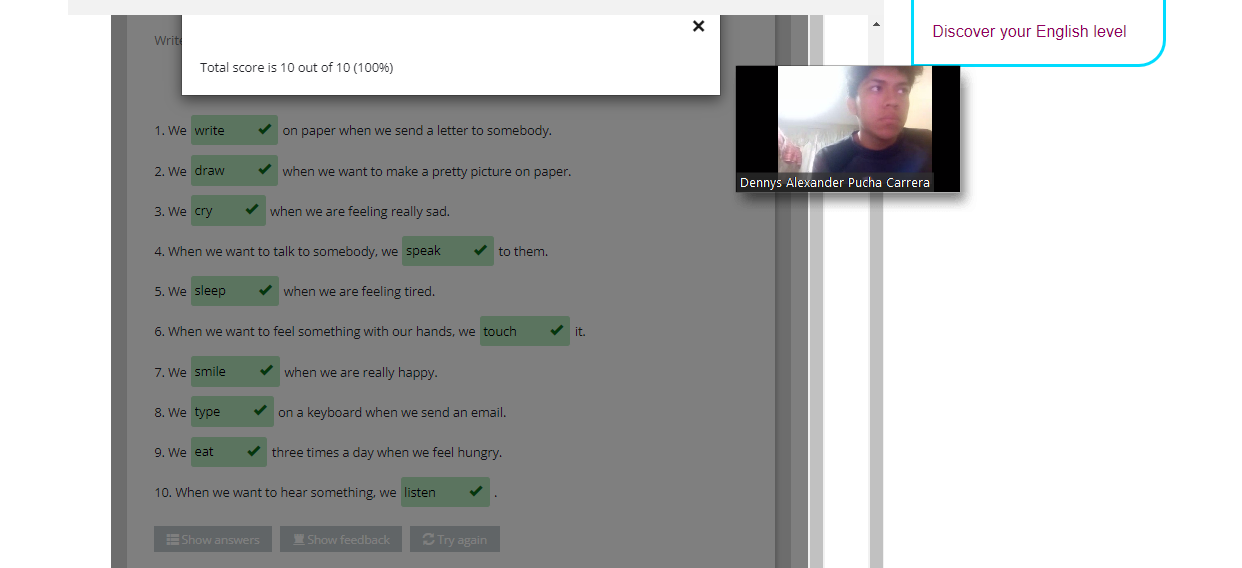 Discover your English level
Write
Total score is 10 out of 10 (100%)
Dennys Alexander Pucha Carrera
1. We write on paper when we send a letter to somebody.
2. We draw when we want to make a pretty picture on paper.
3. We cry when we are feeling really sad.
4. When we want to talk to somebody, we speak to them.
5. We sleep when we are feeling tired.
6. When we want to feel something with our hands, we touch it.
7. We smile when we are really happy.
8. We type on a keyboard when we send an email.
9. We eat three times a day when we feel hungry.
10. When we want to hear something, we listen .
Show answers Show feedback Try again